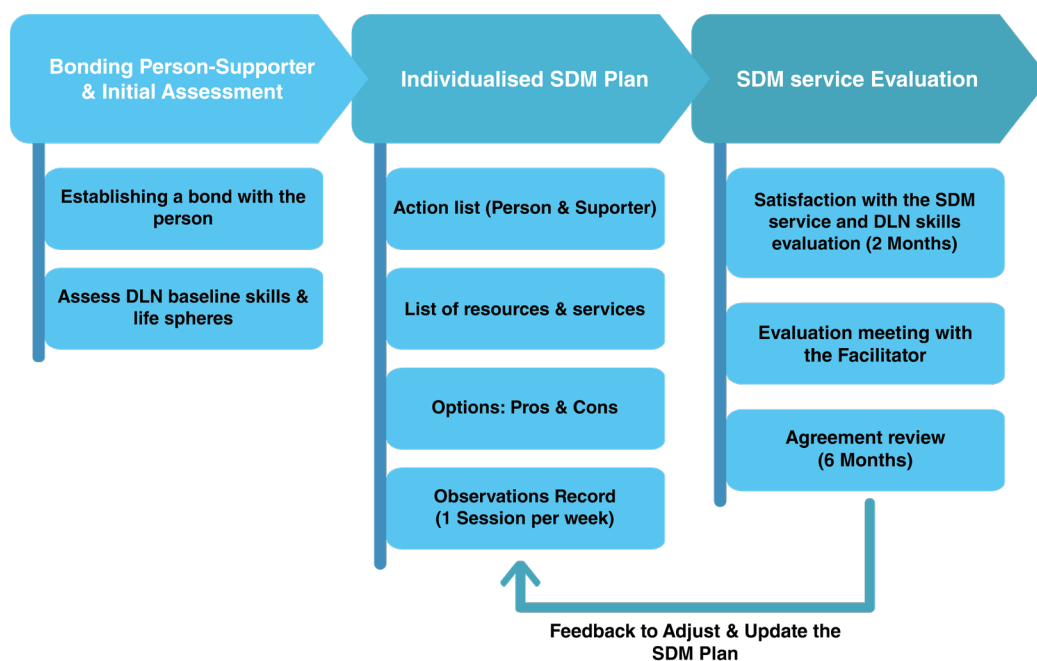 Bonding Person-Supporter
& Initial Assessment
Individualised SDM Plan
SDM service Evaluation
Establishing a bond with the
person
Assess DLN baseline skills &
life spheres
Action list (Person & Suporter)
List of resources & services
Options: Pros & Cons
Observations Record
(1 Session per week)
Satisfaction with the SDM
service and DLN skills
evaluation (2 Months)
Evaluation meeting with
the Facilitator
Agreement review
(6 Months)
Feedback to Adjust & Update the
SDM Plan